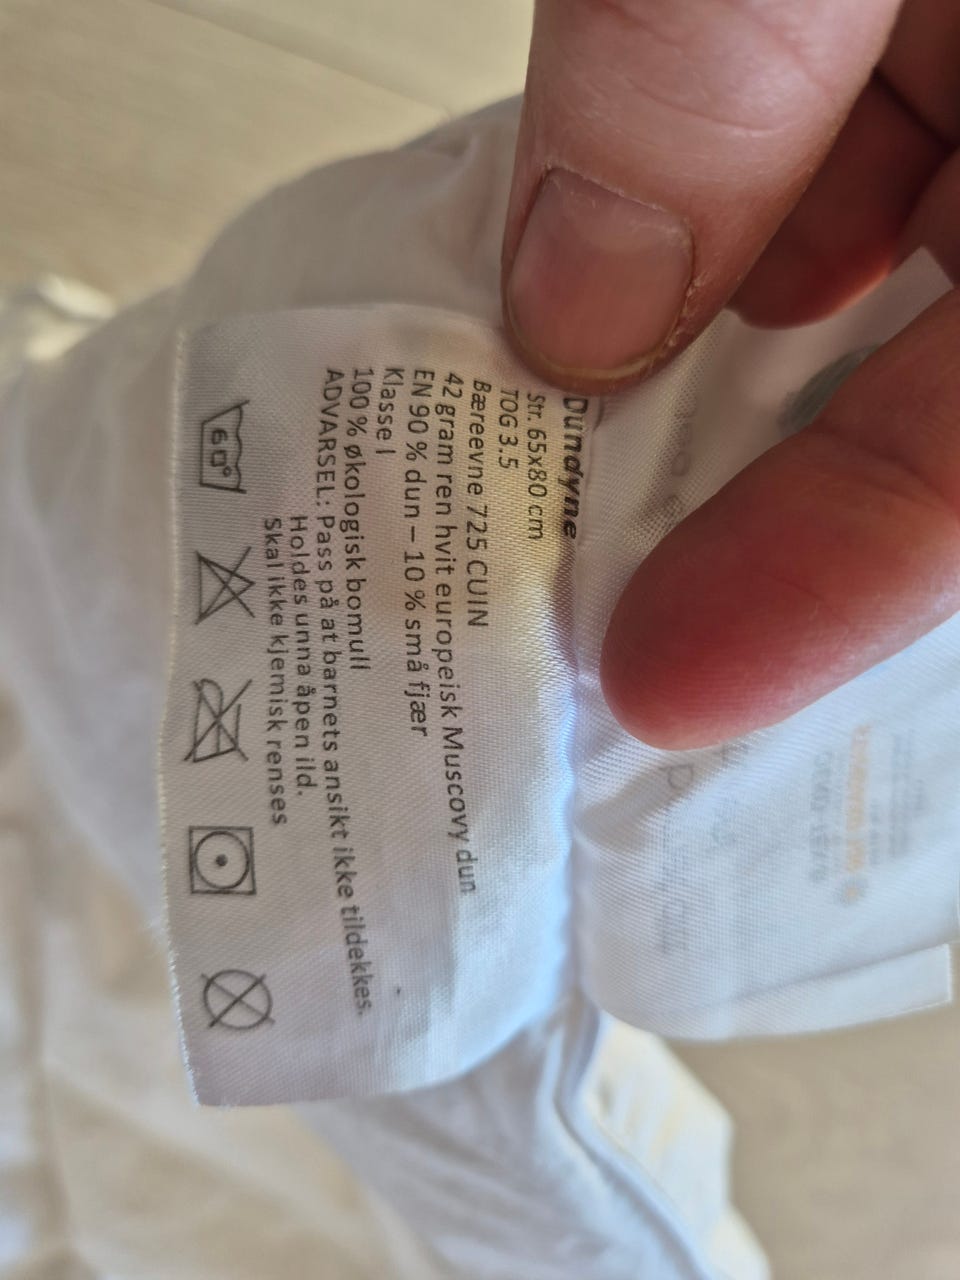 Dundyne
Str. 65x80 cm
TOG 3.5
Bæreevne 725 CUIN
42 gram ren hvit europeisk Muscovy dun
EN 90 % dun – 10 % små fjær
Klasse I
100 % økologisk bomull
ADVARSEL: Pass på at barnets ansikt ikke tildekkes.
Holdes unna åpen ild.
Skal ikke kjemisk renses
60°